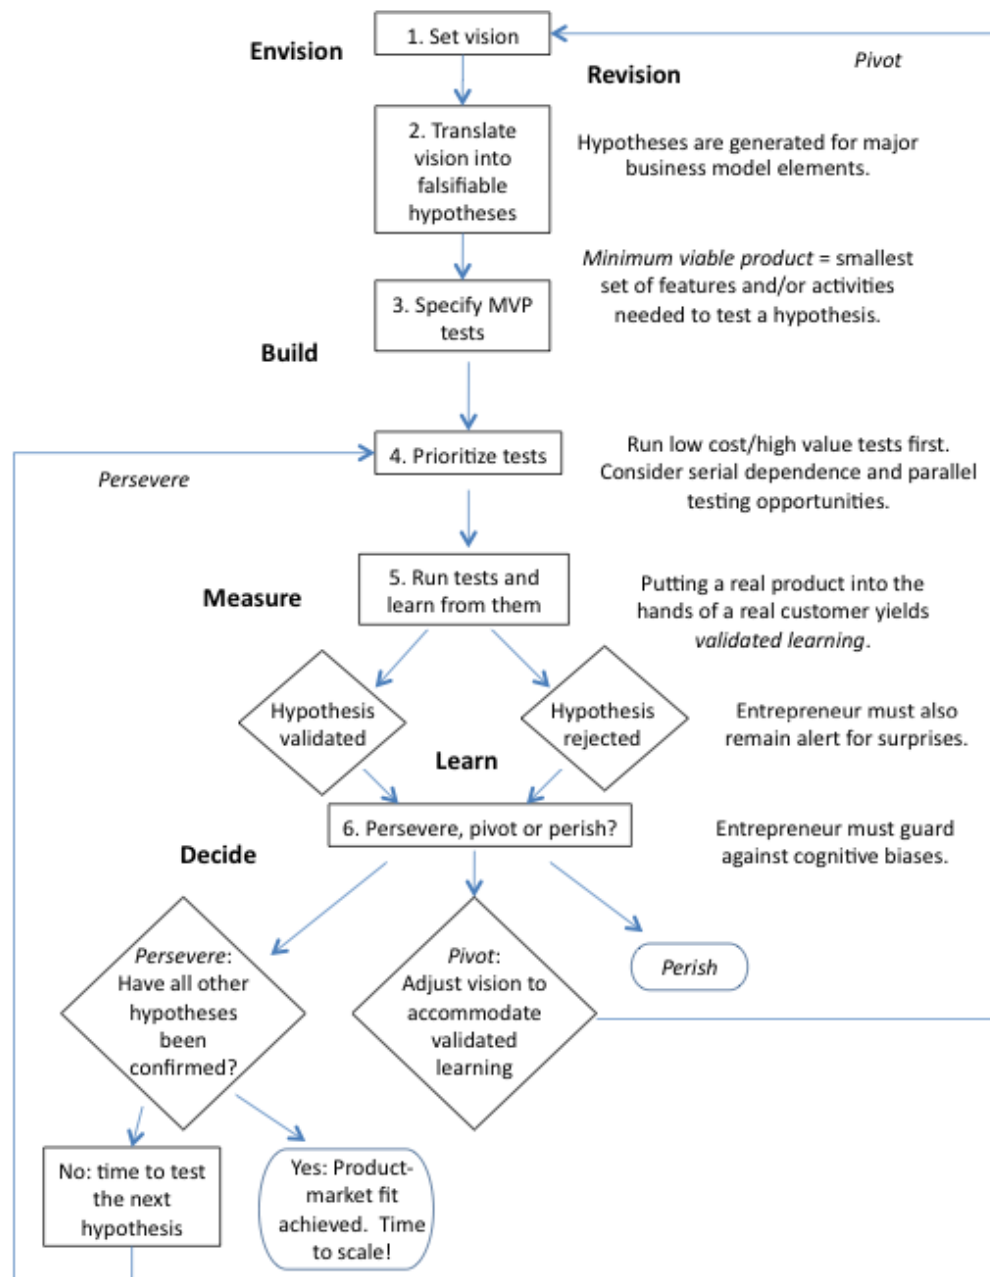 1. Set vision
Envision
Pivot
Revision
2. Translate
vision into
falsifiable
hypotheses
Hypotheses are generated for major
business model elements.
Minimum viable product = smallest
set of features and/or activities
needed to test a hypothesis.
3. Specify MVP
tests
Build
4. Prioritize tests
Persevere
Run low cost/high value tests first.
Consider serial dependence and parallel
testing opportunities.
5. Run tests and
learn from them
Measure
Putting a real product into the
hands of a real customer yields
validated learning.
Hypothesis
validated
Hypothesis
rejected
Entrepreneur must also
remain alert for surprises.
Learn
6. Persevere, pivot or perish?
Entrepreneur must guard
against cognitive biases.
Decide
Persevere:
Have all other
hypotheses
been
confirmed?
Pivot:
Adjust vision to
accommodate
validated
learning
Perish
No: time to test
the next
hypothesis
Yes: Product-
market fit
achieved. Time
to scale!